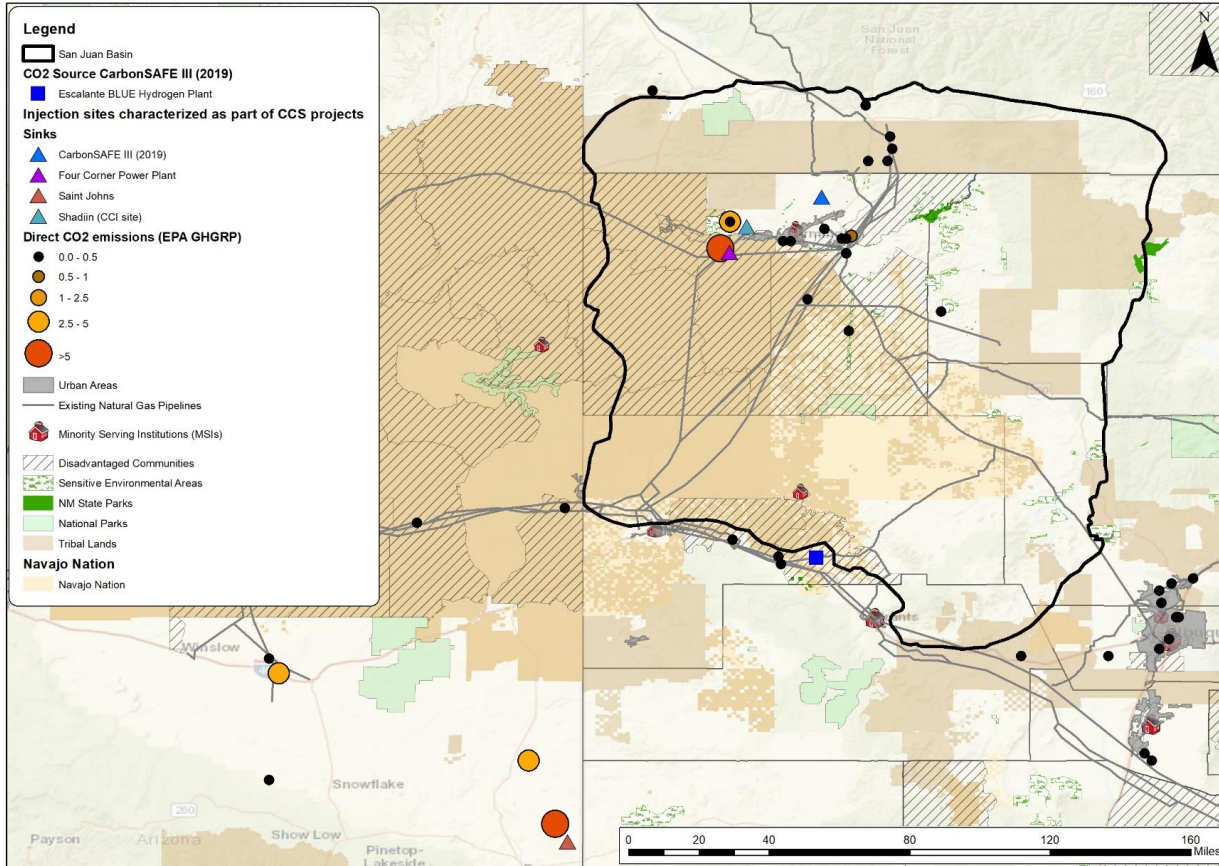 Legend
San Juan Basin
CO2 Source CarbonSAFE III (2019)
Escalante BLUE Hydrogen Plant
Injection sites characterized as part of CCS projects
Sinks
CarbonSAFE III (2019)
Four Corner Power Plant
Saint Johns
Shadiin (CCI site)
Direct CO2 emissions (EPA GHGRP)
0.0 - 0.5
0.5 - 1
1 - 2.5
2.5 - 5
>5
Urban Areas
Existing Natural Gas Pipelines
Minority Serving Institutions (MSIs)
Disadvantaged Communities
Sensitive Environmental Areas
NM State Parks
National Parks
Tribal Lands
Navajo Nation
Navajo Nation
San Juan
National
Forest
N
160
Winslow
Snowflake
260
Show Low
Payson
Arizona
Pinetop-
Lakeside
0 20 40 80 120 160
Miles